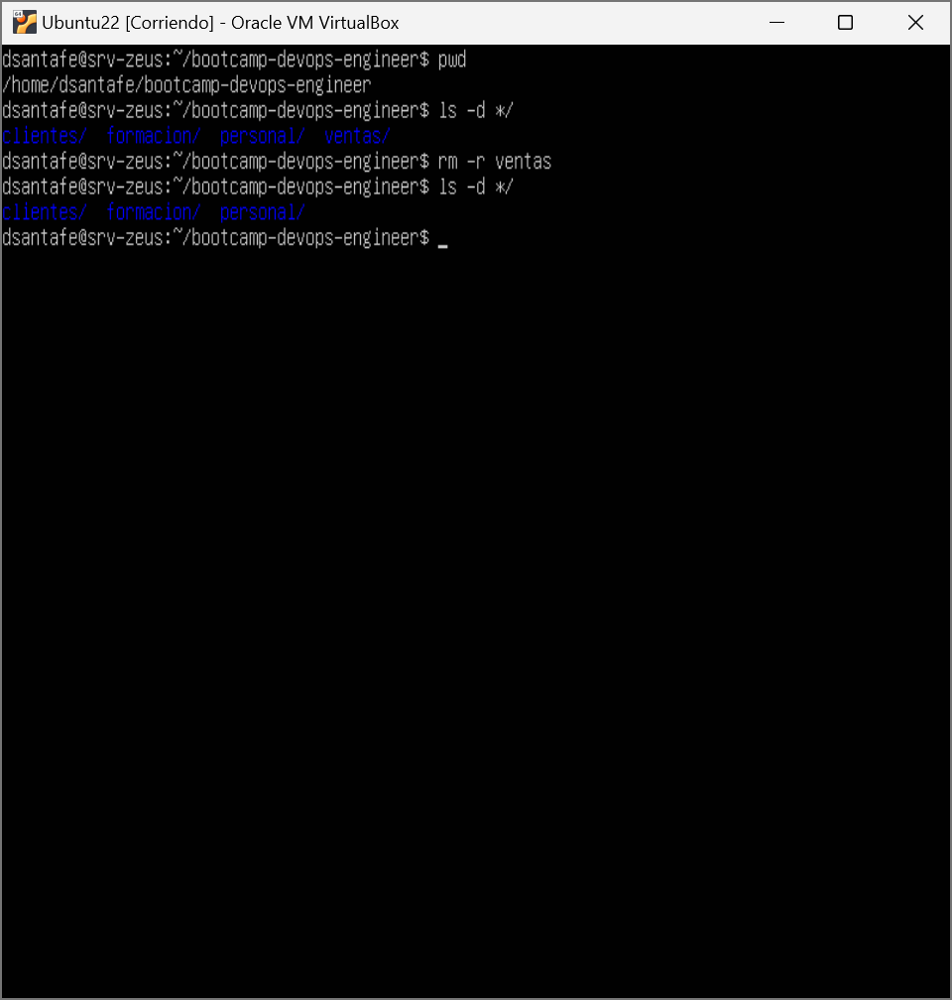 Ubuntu22 [Corriendo] - Oracle VM VirtualBox
dsantafe@srv-zeus:~/bootcamp-devops-engineer$ pwd
/home/dsantafe/bootcamp-devops-engineer
dsantafe@srv-zeus:~/bootcamp-devops-engineer$ ls -d */
clientes/  formacion/  personal/  ventas/
dsantafe@srv-zeus:~/bootcamp-devops-engineer$ rm -r ventas
dsantafe@srv-zeus:~/bootcamp-devops-engineer$ ls -d */
clientes/  formacion/  personal/
dsantafe@srv-zeus:~/bootcamp-devops-engineer$ _